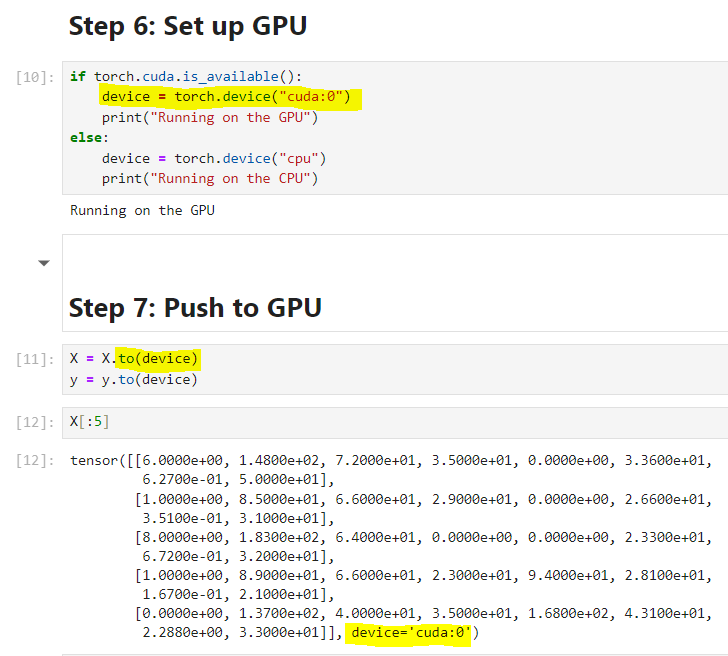 Step 6: Set up GPU
[10]: if torch.cuda.is_available():
device = torch.device("cuda:0")
print("Running on the GPU")
else:
device = torch.device("cpu")
print("Running on the CPU")
Running on the GPU
Step 7: Push to GPU
[11]: X = X.to(device)
y = y.to(device)
[12]: X[:5]
[12]: tensor([[6.0000e+00, 1.4800e+02, 7.2000e+01, 3.5000e+01, 0.0000e+00, 3.3600e+01,
6.2700e-01, 5.0000e+01],
[1.0000e+00, 8.5000e+01, 6.6000e+01, 2.9000e+01, 0.0000e+00, 2.6600e+01,
3.5100e-01, 3.1000e+01],
[8.0000e+00, 1.8300e+02, 6.4000e+01, 0.0000e+00, 0.0000e+00, 2.3300e+01,
6.7200e-01, 3.2000e+01],
[1.0000e+00, 8.9000e+01, 6.6000e+01, 2.3000e+01, 9.4000e+01, 2.8100e+01,
1.6700e-01, 2.1000e+01],
[0.0000e+00, 1.3700e+02, 4.0000e+01, 3.5000e+01, 1.6800e+02, 4.3100e+01,
2.2880e+00, 3.3000e+01]], device='cuda:0')